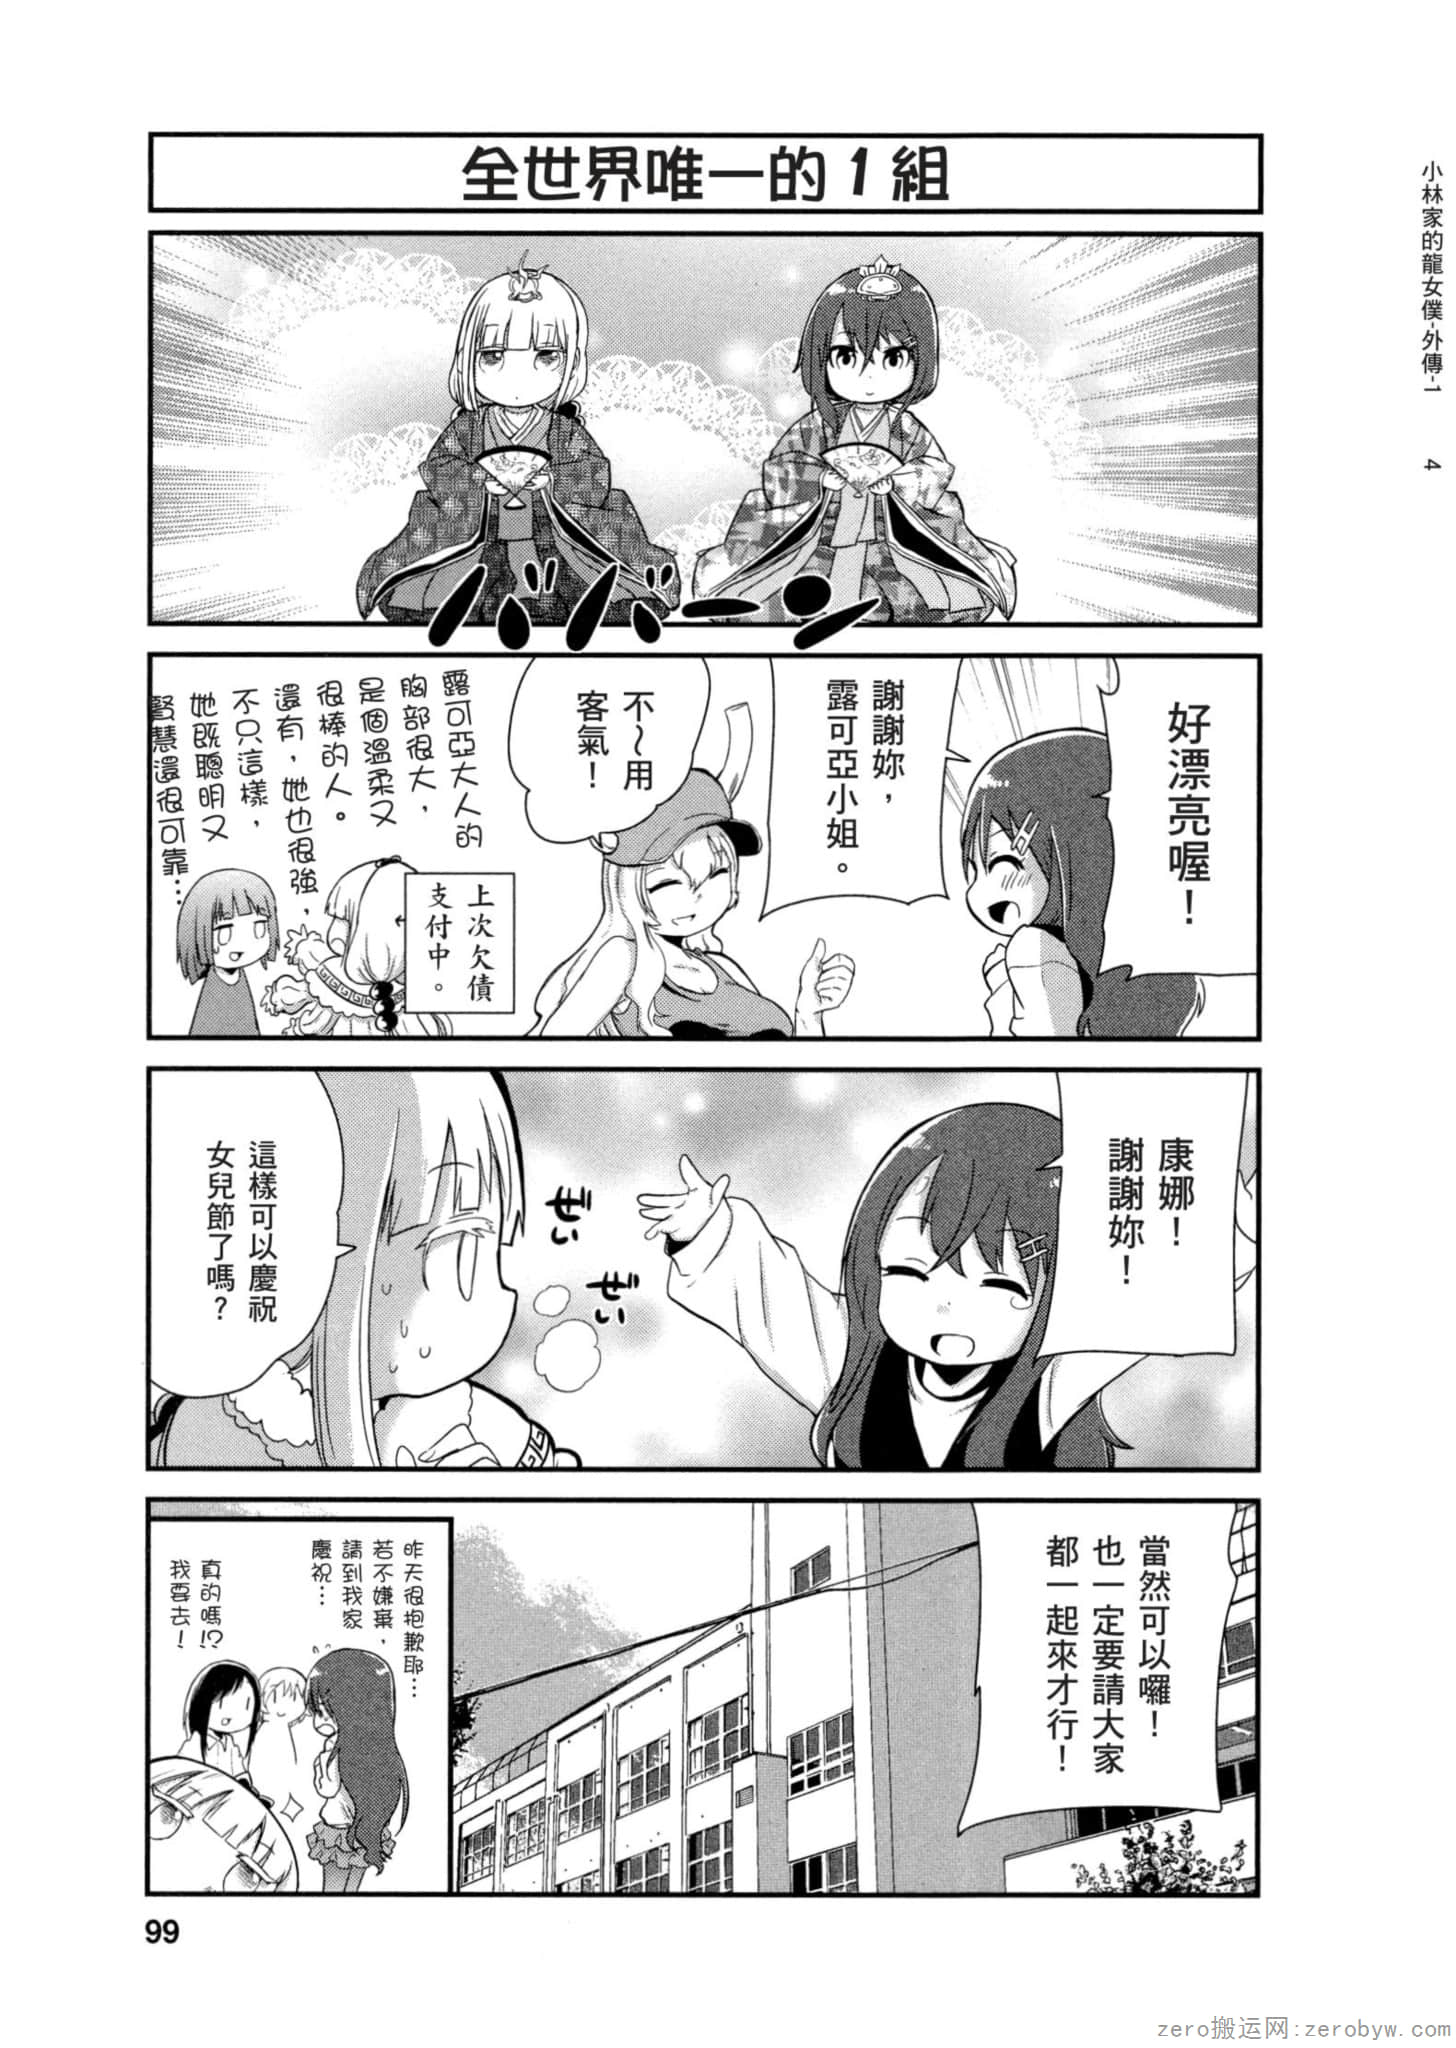 小林家的龍女僕-外傳-1
4
全世界唯一的1組
ババーン
好漂亮喔！
謝謝妳，
露可亞小姐。
不～用
客氣！
上次欠債
支付中。
露可亞大人的
胸部很大，
是個溫柔又
很棒的人。
還有，她也很強，
不只這樣，
她既聰明又
賢慧還很可靠…
康娜！
謝謝妳！
ぜい
ぜい
這樣可以慶祝
女兒節了嗎？
當然可以囉！
也一定要請大家
都一起來才行！
昨天很抱歉耶…
若不嫌棄，
請到我家
慶祝…
真的嗎!?
我要去！
99
zero搬运网:zerobyw.com